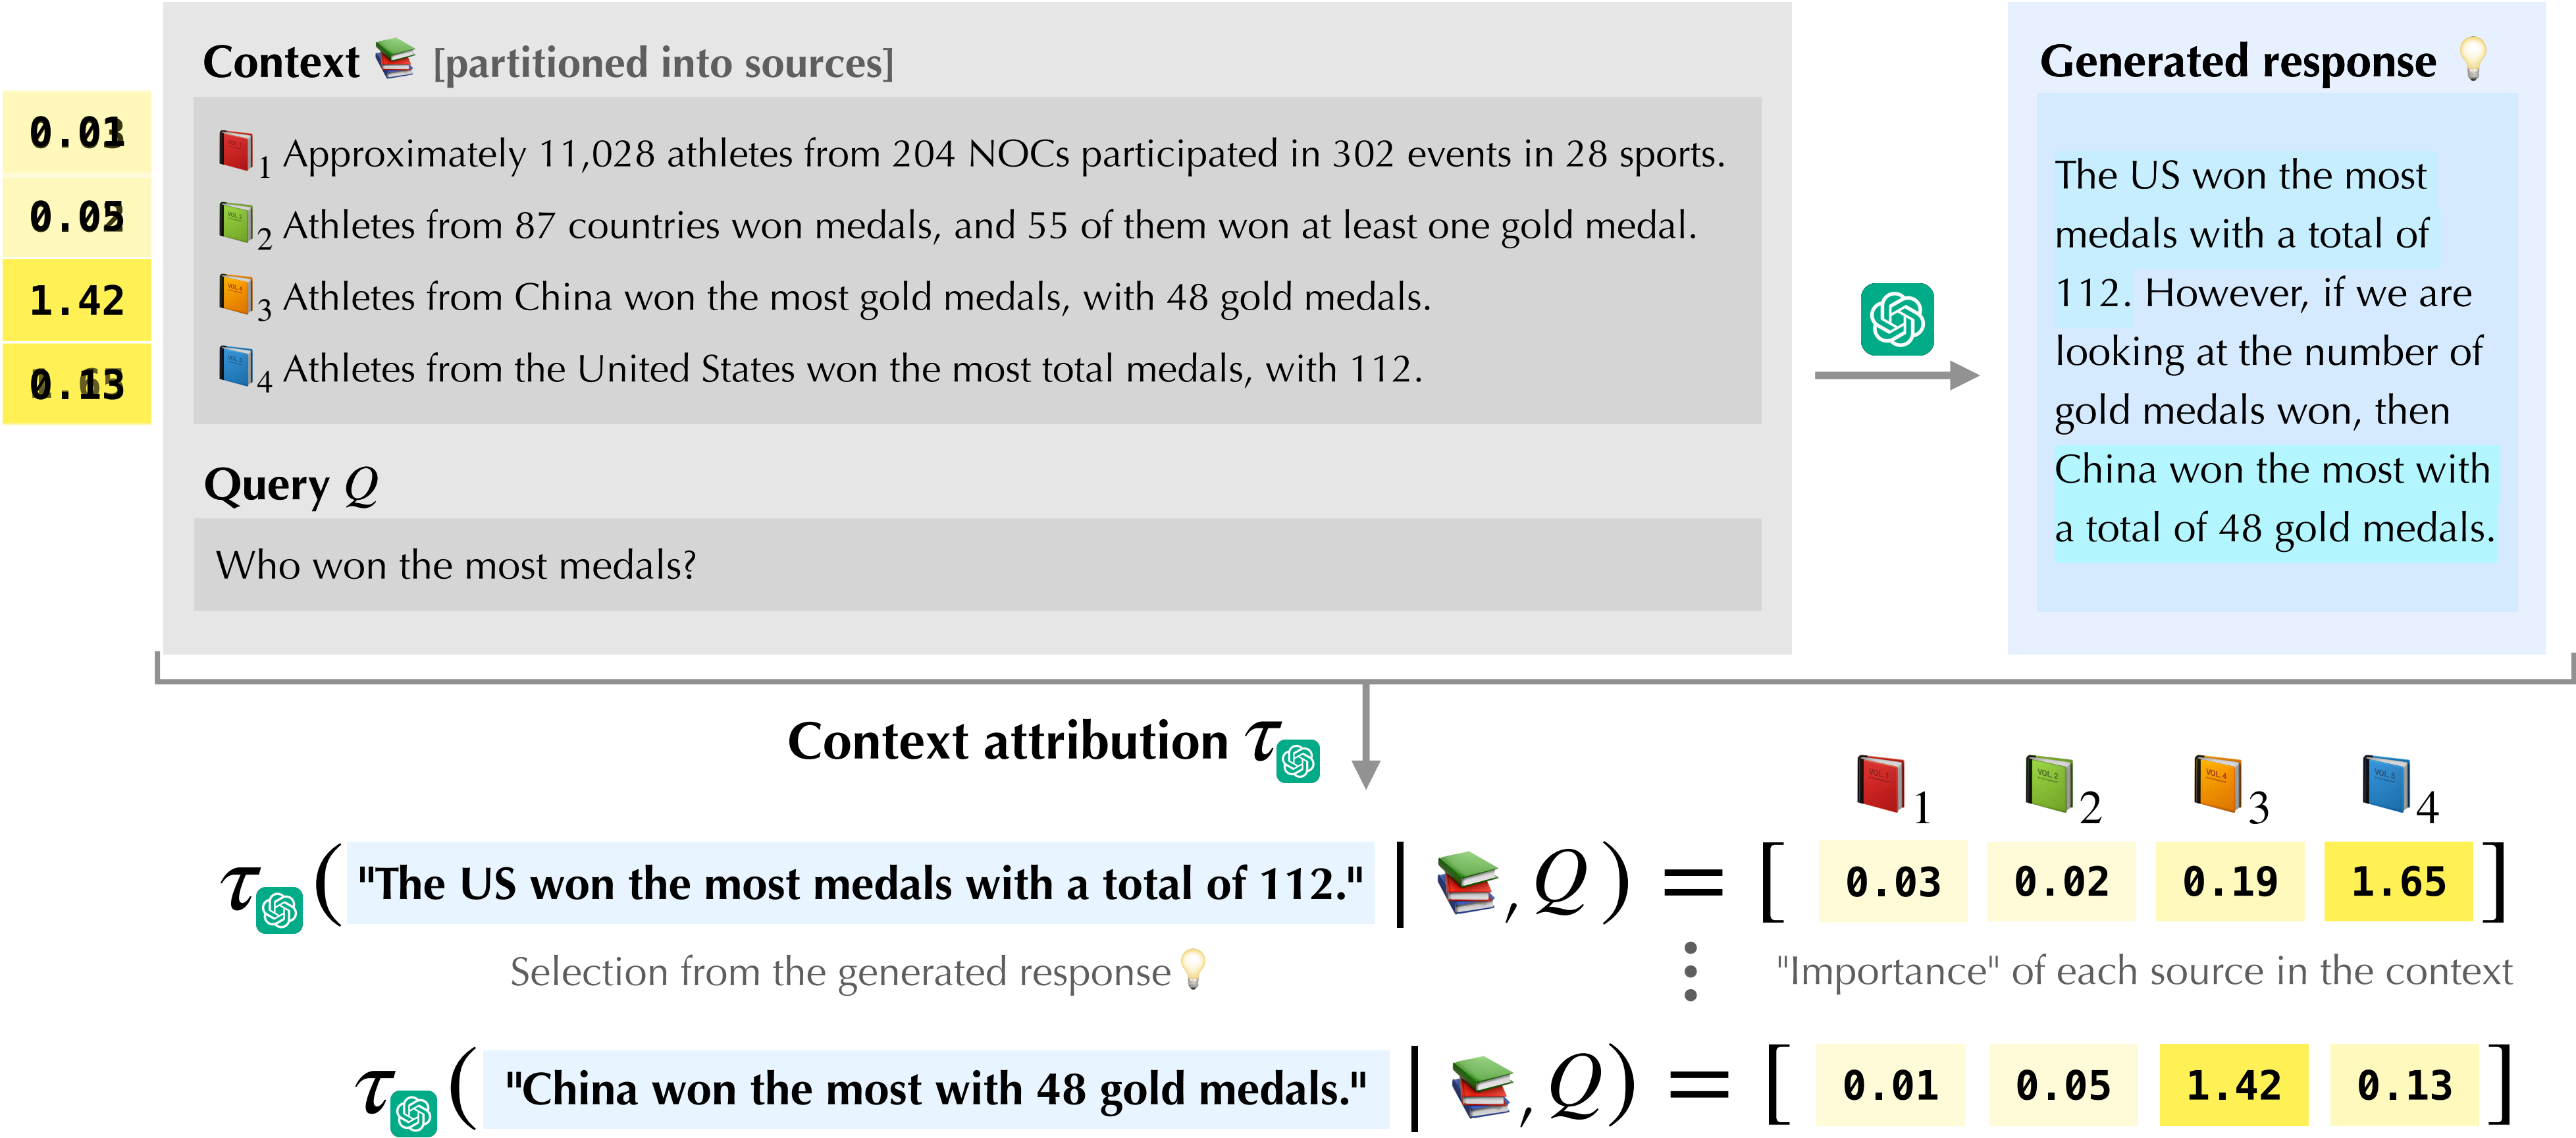 Context [partitioned into sources]
0.01
1 Approximately 11,028 athletes from 204 NOCs participated in 302 events in 28 sports.
0.05
2 Athletes from 87 countries won medals, and 55 of them won at least one gold medal.
1.42
3 Athletes from China won the most gold medals, with 48 gold medals.
0.13
4 Athletes from the United States won the most total medals, with 112.
Query Q
Who won the most medals?
Generated response
The US won the most
medals with a total of
112. However, if we are
looking at the number of
gold medals won, then
China won the most with
a total of 48 gold medals.
Context attribution τ
1 2 3 4
τ( "The US won the most medals with a total of 112." | , Q ) = [ 0.03 0.02 0.19 1.65 ]
Selection from the generated response
"Importance" of each source in the context
τ( "China won the most with 48 gold medals." | , Q ) = [ 0.01 0.05 1.42 0.13 ]